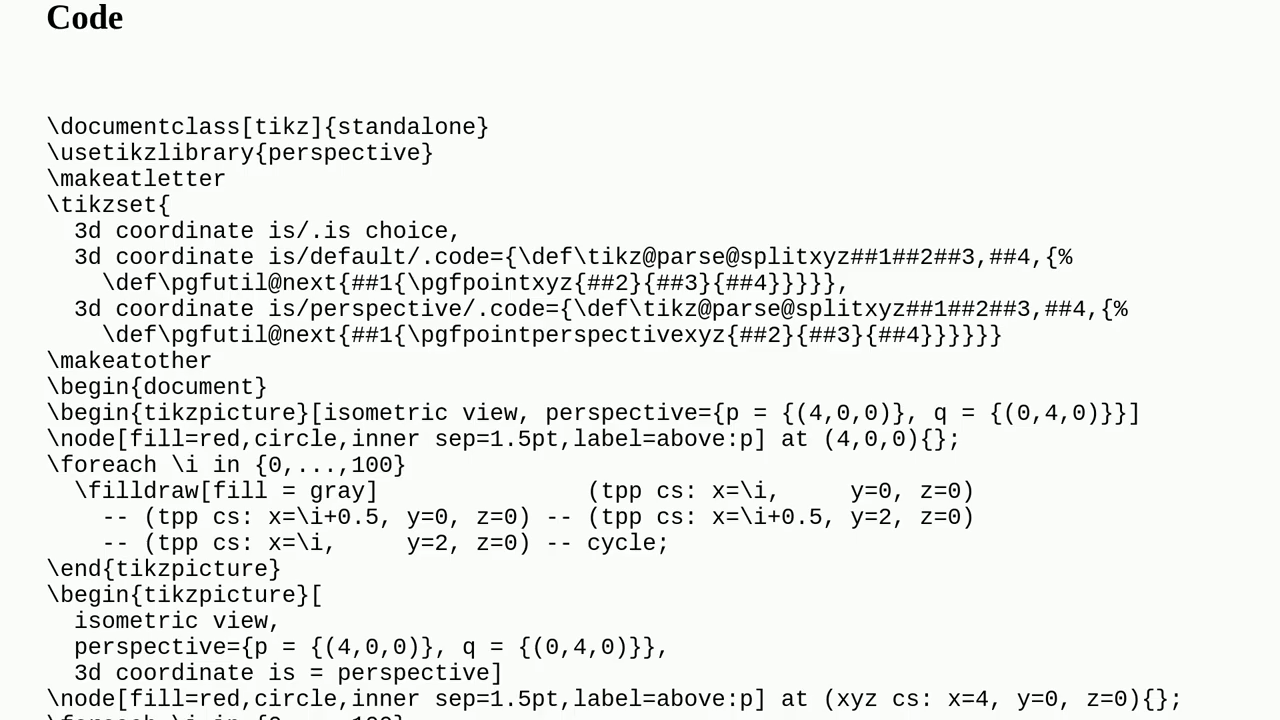 Code
\documentclass[tikz]{standalone}
\usetikzlibrary{perspective}
\makeatletter
\tikzset{
  3d coordinate is/.is choice,
  3d coordinate is/default/.code={\def\tikz@parse@splitxyz##1##2##3,##4,{%
    \def\pgfutil@next{##1{\pgfpointxyz{##2}{##3}{##4}}}}},
  3d coordinate is/perspective/.code={\def\tikz@parse@splitxyz##1##2##3,##4,{%
    \def\pgfutil@next{##1{\pgfpointperspectivexyz{##2}{##3}{##4}}}}}}
\makeatother
\begin{document}
\begin{tikzpicture}[isometric view, perspective={p = {(4,0,0)}, q = {(0,4,0)}}]
\node[fill=red,circle,inner sep=1.5pt,label=above:p] at (4,0,0){};
\foreach \i in {0,...,100}
  \filldraw[fill = gray]               (tpp cs: x=\i,     y=0, z=0)
    -- (tpp cs: x=\i+0.5, y=0, z=0) -- (tpp cs: x=\i+0.5, y=2, z=0)
    -- (tpp cs: x=\i,     y=2, z=0) -- cycle;
\end{tikzpicture}
\begin{tikzpicture}[
  isometric view,
  perspective={p = {(4,0,0)}, q = {(0,4,0)}},
  3d coordinate is = perspective]
\node[fill=red,circle,inner sep=1.5pt,label=above:p] at (xyz cs: x=4, y=0, z=0){};
\foreach \i in {0,...,100}